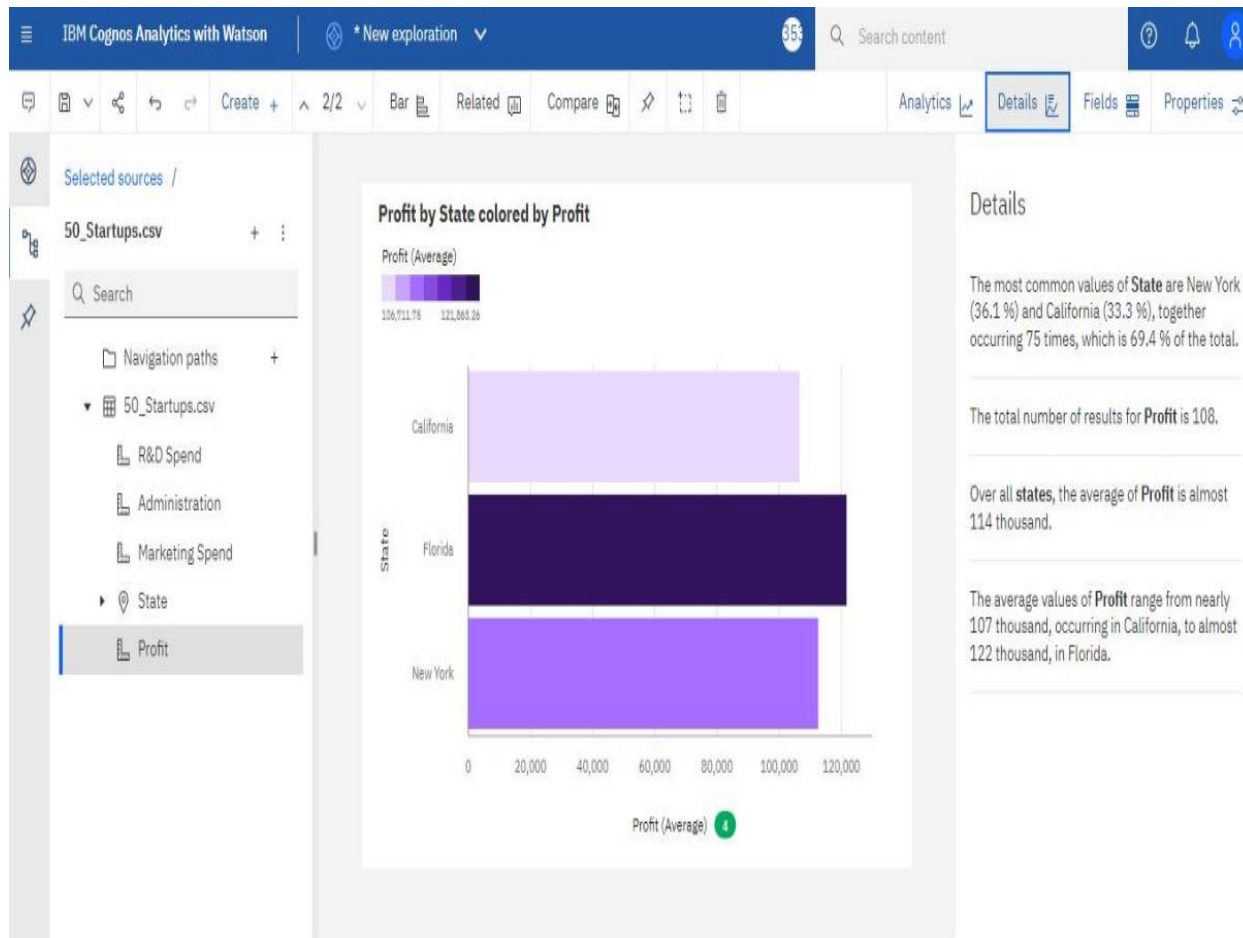 IBM Cognos Analytics with Watson
* New exploration
353
Search content
Create +
2/2
Bar
Related
Compare
Analytics
Details
Fields
Properties
Selected sources /
50_Startups.csv
Search
Navigation paths +
50_Startups.csv
R&D Spend
Administration
Marketing Spend
State
Profit
Profit by State colored by Profit
Profit (Average)
106,711.75 121,863.26
California
Florida
New York
State
0 20,000 40,000 60,000 80,000 100,000 120,000
Profit (Average) 4
Details
The most common values of State are New York
(36.1 %) and California (33.3 %), together
occurring 75 times, which is 69.4 % of the total.
The total number of results for Profit is 108.
Over all states, the average of Profit is almost
114 thousand.
The average values of Profit range from nearly
107 thousand, occurring in California, to almost
122 thousand, in Florida.